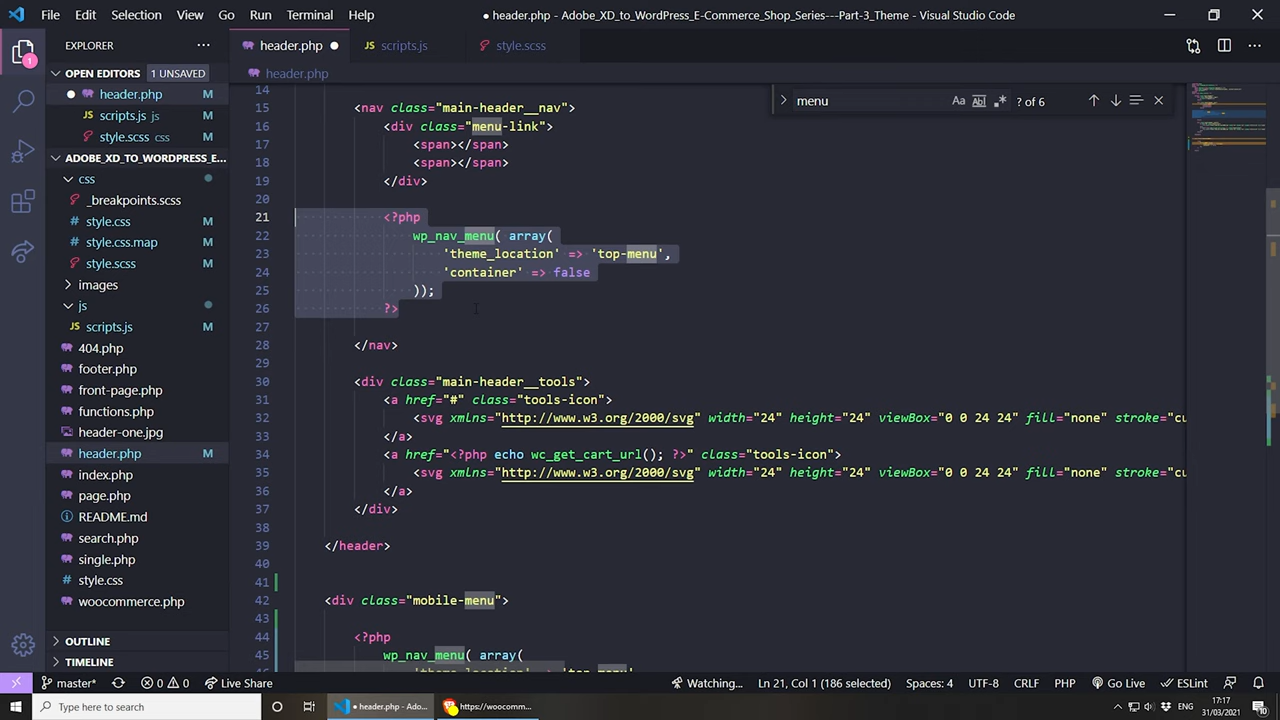 File Edit Selection View Go Run Terminal Help
● header.php - Adobe_XD_to_WordPress_E-Commerce_Shop_Series---Part-3_Theme - Visual Studio Code
EXPLORER
OPEN EDITORS 1 UNSAVED
header.php M
scripts.js js M
style.scss css M
ADOBE_XD_TO_WORDPRESS_E...
css
_breakpoints.scss
style.css M
style.css.map M
style.scss M
images
js
scripts.js M
404.php
footer.php
front-page.php
functions.php
header-one.jpg
header.php M
index.php
page.php
README.md
search.php
single.php
style.css
woocommerce.php
OUTLINE
TIMELINE
header.php scripts.js style.scss
header.php
menu Aa ab .* ? of 6
14
15 <nav class="main-header__nav">
16 <div class="menu-link">
17 <span></span>
18 <span></span>
19 </div>
20
21 <?php
22 wp_nav_menu( array(
23 'theme_location' => 'top-menu',
24 'container' => false
25 ));
26 ?>
27
28 </nav>
29
30 <div class="main-header__tools">
31 <a href="#" class="tools-icon">
32 <svg xmlns="http://www.w3.org/2000/svg" width="24" height="24" viewBox="0 0 24 24" fill="none" stroke="cu
33 </a>
34 <a href="<?php echo wc_get_cart_url(); ?>" class="tools-icon">
35 <svg xmlns="http://www.w3.org/2000/svg" width="24" height="24" viewBox="0 0 24 24" fill="none" stroke="cu
36 </a>
37 </div>
38
39 </header>
40
41
42 <div class="mobile-menu">
43
44 <?php
45 wp_nav_menu( array(
1
master* 0 0 Live Share
Watching... Ln 21, Col 1 (186 selected) Spaces: 4 UTF-8 CRLF PHP Go Live ESLint
Type here to search
● header.php - Ado...
https://woocomm...
ENG
17:17
31/03/2021